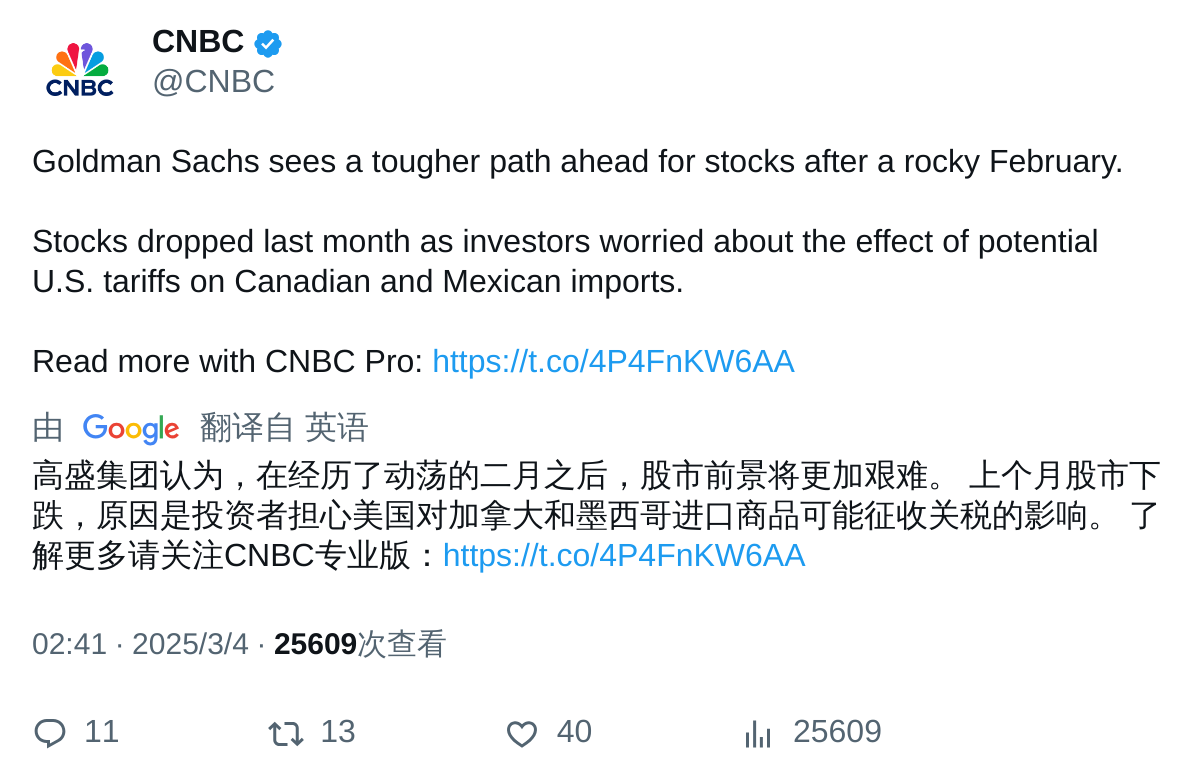 CNBC
CNBC
@CNBC
Goldman Sachs sees a tougher path ahead for stocks after a rocky February.
Stocks dropped last month as investors worried about the effect of potential
U.S. tariffs on Canadian and Mexican imports.
Read more with CNBC Pro: https://t.co/4P4FnKW6AA
由 Google 翻译自 英语
高盛集团认为，在经历了动荡的二月之后，股市前景将更加艰难。 上个月股市下
跌，原因是投资者担心美国对加拿大和墨西哥进口商品可能征收关税的影响。 了
解更多请关注CNBC专业版：https://t.co/4P4FnKW6AA
02:41 · 2025/3/4 · 25609次查看
11 13 40 25609